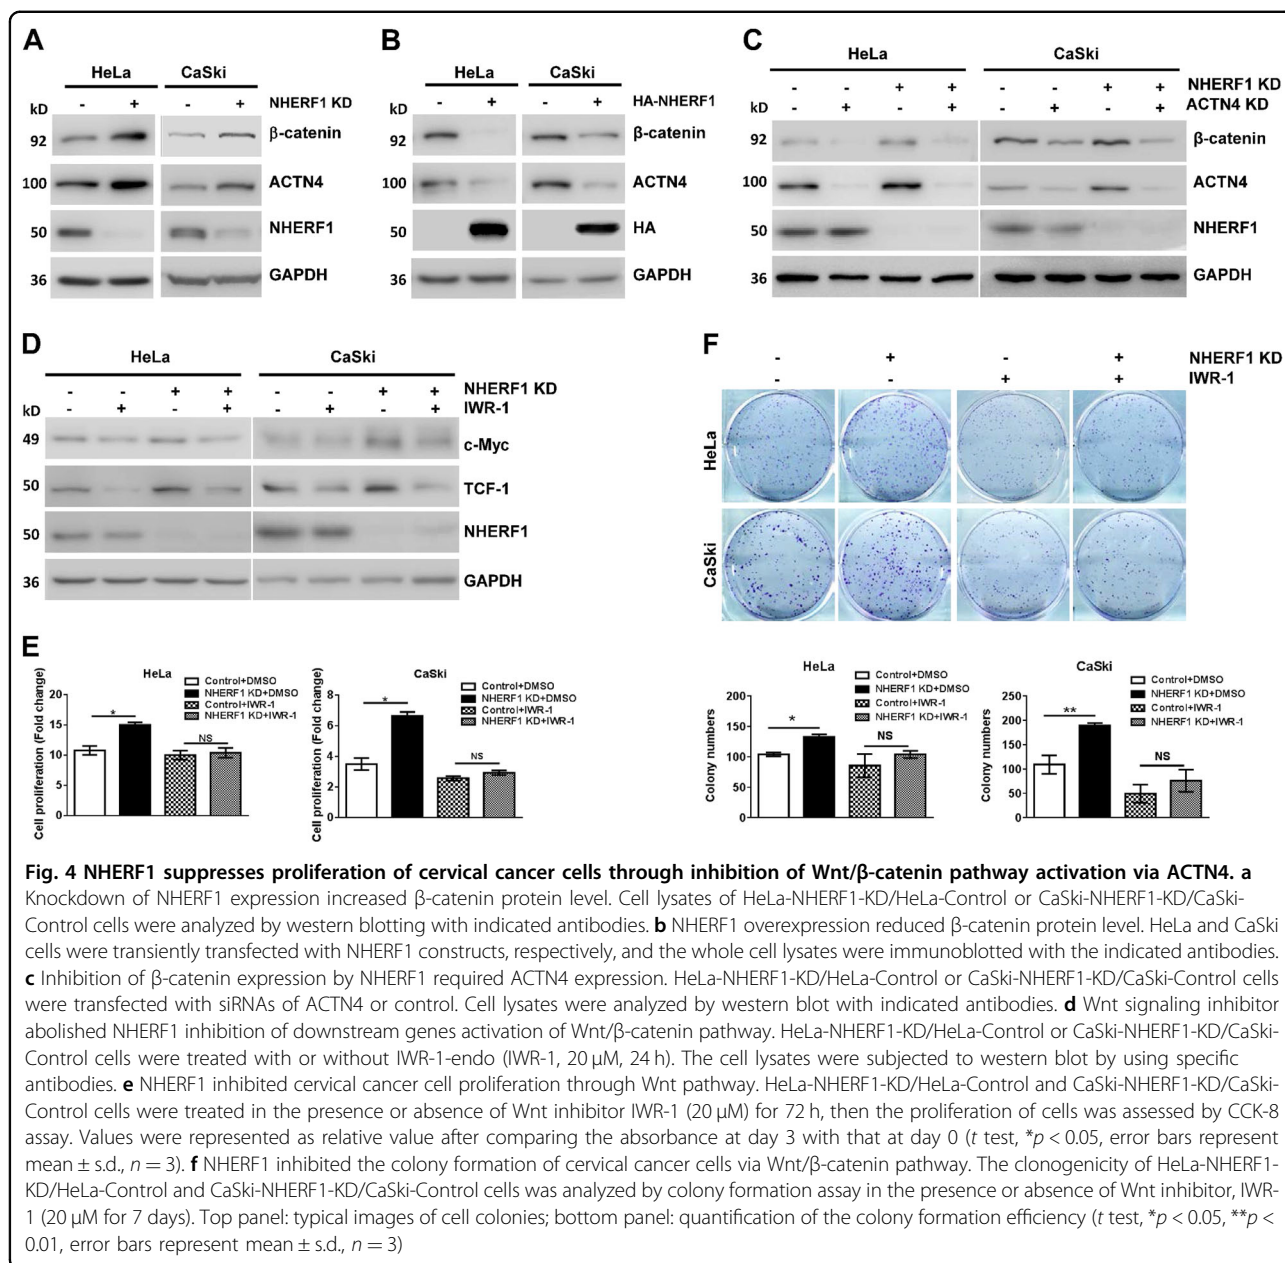 A
HeLa CaSki
- + - + NHERF1 KD
kD
92 β-catenin
100 ACTN4
50 NHERF1
36 GAPDH
B
HeLa CaSki
- + - + HA-NHERF1
kD
92 β-catenin
100 ACTN4
50 HA
36 GAPDH
C
HeLa CaSki
- - + + - - + + NHERF1 KD
- + - + - + - + ACTN4 KD
kD
92 β-catenin
100 ACTN4
50 NHERF1
36 GAPDH
D
HeLa CaSki
- - + + - - + + NHERF1 KD
- + - + - + - + IWR-1
kD
49 c-Myc
50 TCF-1
50 NHERF1
36 GAPDH
F
- + - + NHERF1 KD
- - + + IWR-1
HeLa
CaSki
E
HeLa
Cell proliferation (Fold change)
20
15
10
5
0
*
NS
Control+DMSO
NHERF1 KD+DMSO
Control+IWR-1
NHERF1 KD+IWR-1
CaSki
Cell proliferation (Fold change)
8
6
4
2
0
*
NS
Control+DMSO
NHERF1 KD+DMSO
Control+IWR-1
NHERF1 KD+IWR-1
HeLa
Colony numbers
200
150
100
50
0
*
NS
Control+DMSO
NHERF1 KD+DMSO
Control+IWR-1
NHERF1 KD+IWR-1
CaSki
Colony numbers
250
200
150
100
50
0
**
NS
Control+DMSO
NHERF1 KD+DMSO
Control+IWR-1
NHERF1 KD+IWR-1
Fig. 4 NHERF1 suppresses proliferation of cervical cancer cells through inhibition of Wnt/β-catenin pathway activation via ACTN4. a
Knockdown of NHERF1 expression increased β-catenin protein level. Cell lysates of HeLa-NHERF1-KD/HeLa-Control or CaSki-NHERF1-KD/CaSki-
Control cells were analyzed by western blotting with indicated antibodies. b NHERF1 overexpression reduced β-catenin protein level. HeLa and CaSki
cells were transiently transfected with NHERF1 constructs, respectively, and the whole cell lysates were immunoblotted with the indicated antibodies.
c Inhibition of β-catenin expression by NHERF1 required ACTN4 expression. HeLa-NHERF1-KD/HeLa-Control or CaSki-NHERF1-KD/CaSki-Control cells
were transfected with siRNAs of ACTN4 or control. Cell lysates were analyzed by western blot with indicated antibodies. d Wnt signaling inhibitor
abolished NHERF1 inhibition of downstream genes activation of Wnt/β-catenin pathway. HeLa-NHERF1-KD/HeLa-Control or CaSki-NHERF1-KD/CaSki-
Control cells were treated with or without IWR-1-endo (IWR-1, 20 μM, 24 h). The cell lysates were subjected to western blot by using specific
antibodies. e NHERF1 inhibited cervical cancer cell proliferation through Wnt pathway. HeLa-NHERF1-KD/HeLa-Control and CaSki-NHERF1-KD/CaSki-
Control cells were treated in the presence or absence of Wnt inhibitor IWR-1 (20 μM) for 72 h, then the proliferation of cells was assessed by CCK-8
assay. Values were represented as relative value after comparing the absorbance at day 3 with that at day 0 (t test, *p < 0.05, error bars represent
mean ± s.d., n = 3). f NHERF1 inhibited the colony formation of cervical cancer cells via Wnt/β-catenin pathway. The clonogenicity of HeLa-NHERF1-
KD/HeLa-Control and CaSki-NHERF1-KD/CaSki-Control cells was analyzed by colony formation assay in the presence or absence of Wnt inhibitor, IWR-
1 (20 μM for 7 days). Top panel: typical images of cell colonies; bottom panel: quantification of the colony formation efficiency (t test, *p < 0.05, **p <
0.01, error bars represent mean ± s.d., n = 3)